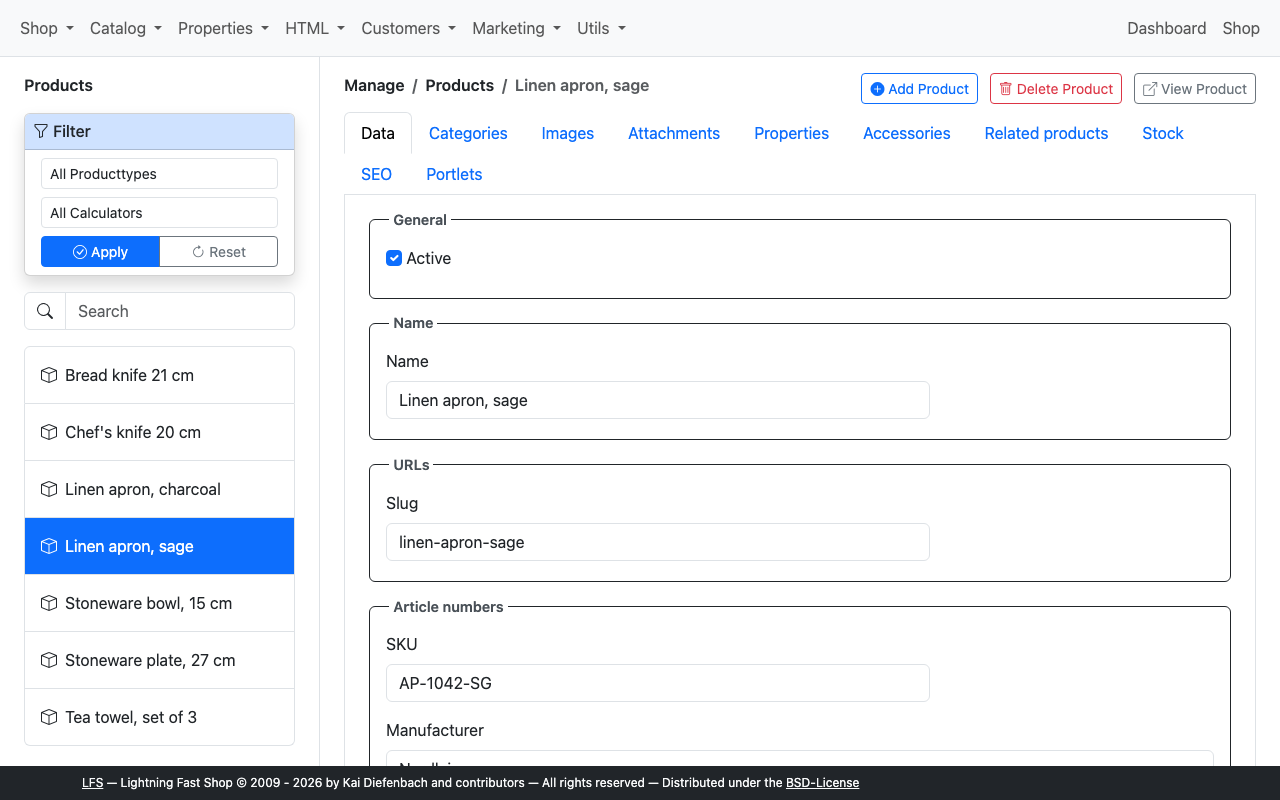 Shop Catalog Properties HTML Customers Marketing Utils Dashboard Shop
Products
Filter
All Producttypes
All Calculators
Apply Reset
Search
Bread knife 21 cm
Chef's knife 20 cm
Linen apron, charcoal
Linen apron, sage
Stoneware bowl, 15 cm
Stoneware plate, 27 cm
Tea towel, set of 3
Manage / Products / Linen apron, sage
Add Product Delete Product View Product
Data Categories Images Attachments Properties Accessories Related products Stock
SEO Portlets
General
Active
Name
Name
Linen apron, sage
URLs
Slug
linen-apron-sage
Article numbers
SKU
AP-1042-SG
Manufacturer
LFS — Lightning Fast Shop © 2009 - 2026 by Kai Diefenbach and contributors — All rights reserved — Distributed under the BSD-License